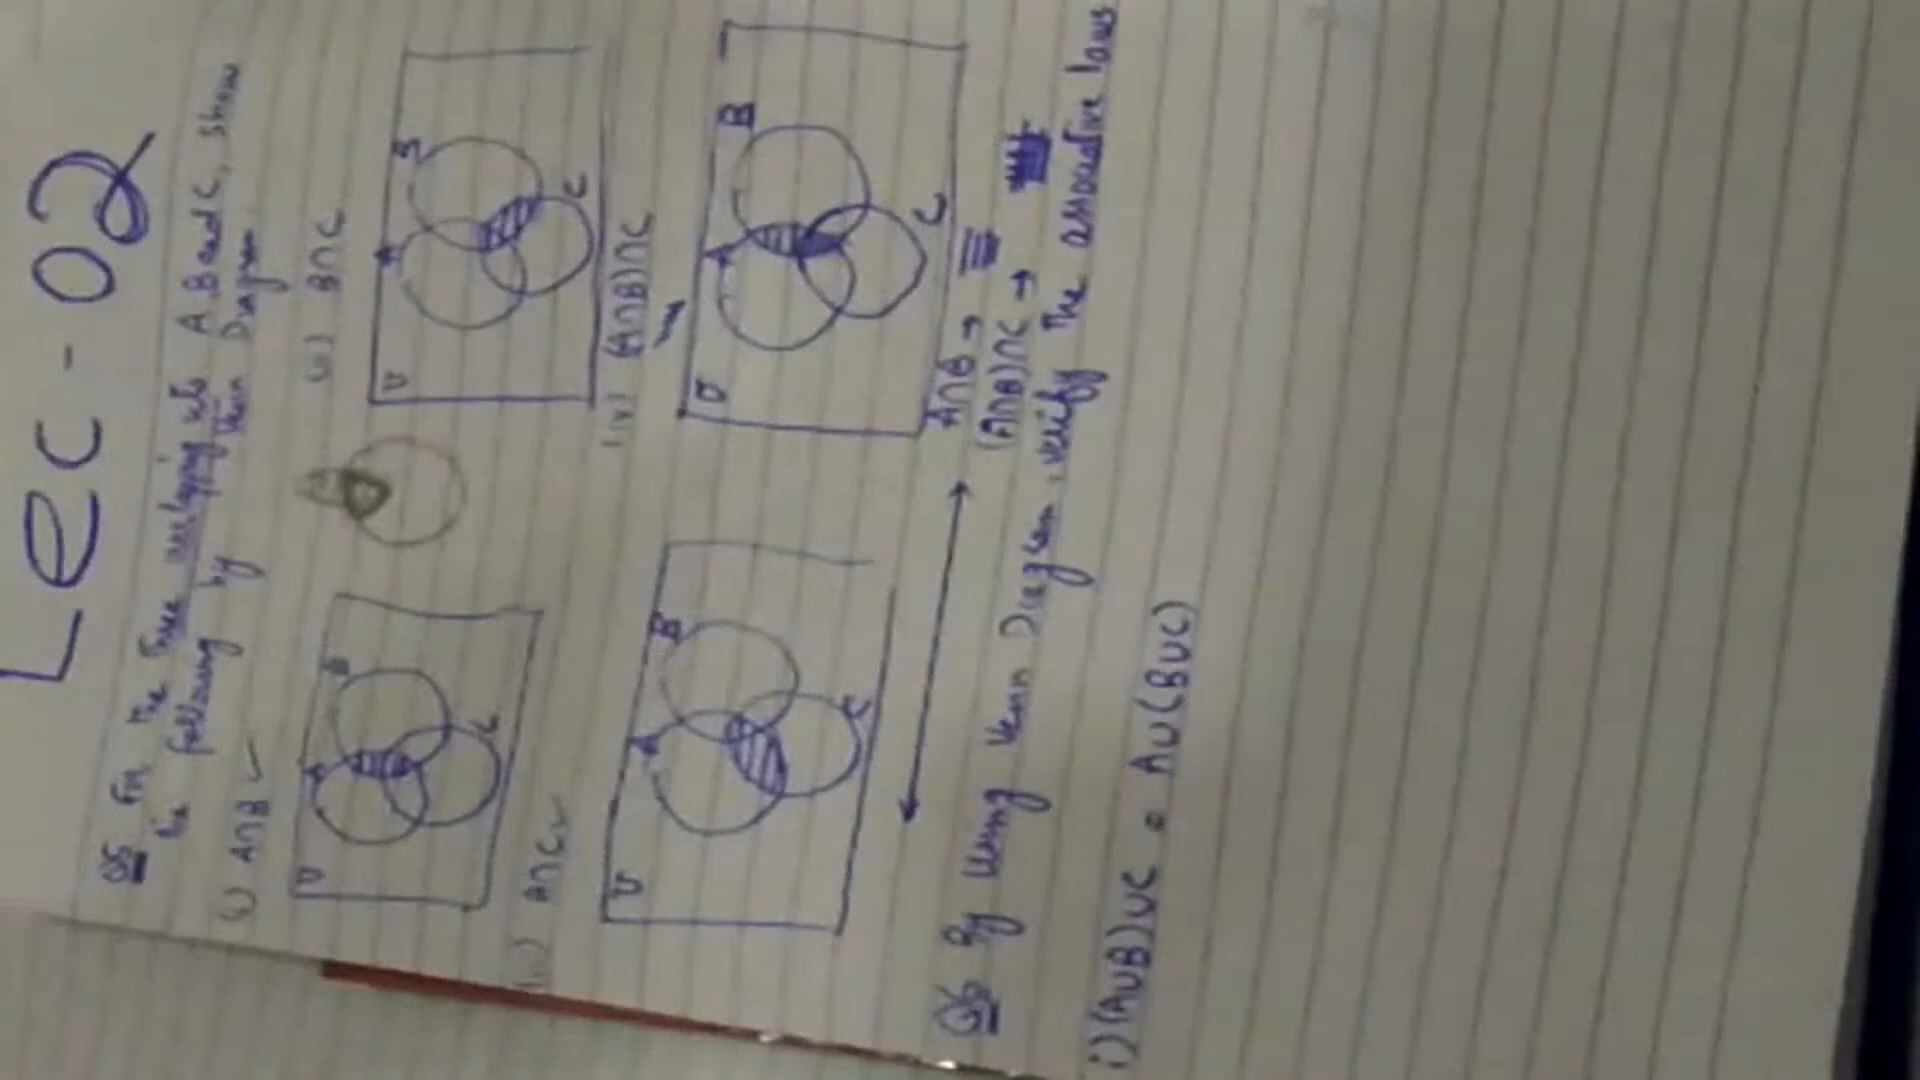 Lec-02
Q5 For the three overlapping sets A, B and C, show
the following by Venn Diagram
i) A∩B ii) B∩C
U A B C
U A B C
iii) A∩C iv) (A∩B)∩C
U A B C
U A B C
A∩B →
(A∩B)∩C →
Q6 By using Venn Diagram, verify the associative laws
i) (A∪B)∪C = A∪(B∪C)